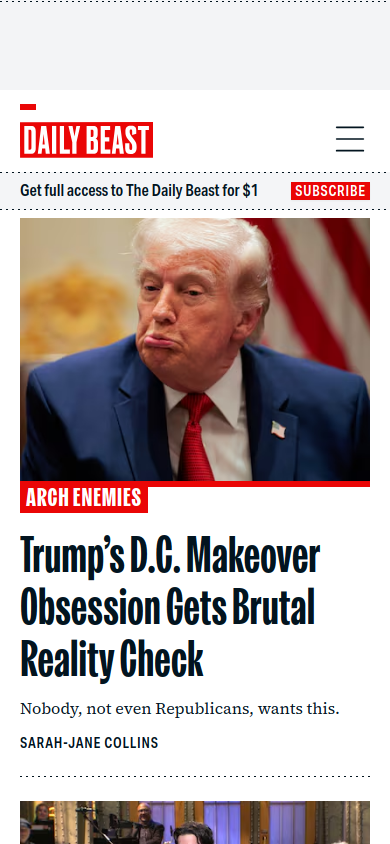 DAILY BEAST
Get full access to The Daily Beast for $1
SUBSCRIBE
ARCH ENEMIES
Trump’s D.C. Makeover
Obsession Gets Brutal
Reality Check
Nobody, not even Republicans, wants this.
SARAH-JANE COLLINS